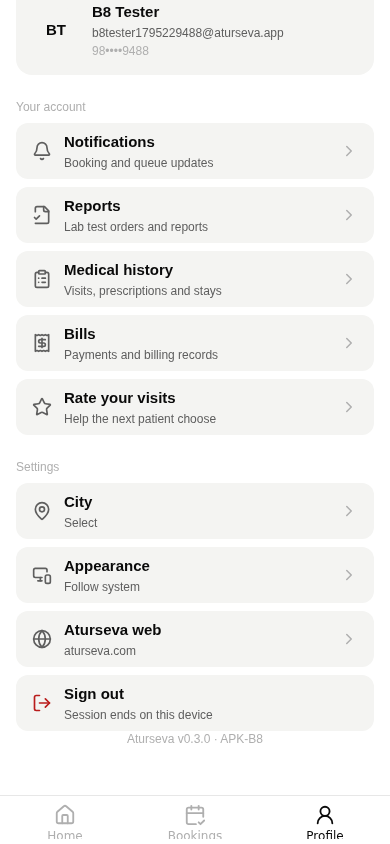 B8 Tester
BT
b8tester1795229488@aturseva.app
98••••9488
Your account
Notifications
Booking and queue updates
Reports
Lab test orders and reports
Medical history
Visits, prescriptions and stays
Bills
Payments and billing records
Rate your visits
Help the next patient choose
Settings
City
Select
Appearance
Follow system
Aturseva web
aturseva.com
Sign out
Session ends on this device
Aturseva v0.3.0 · APK-B8
Home
Bookings
Profile